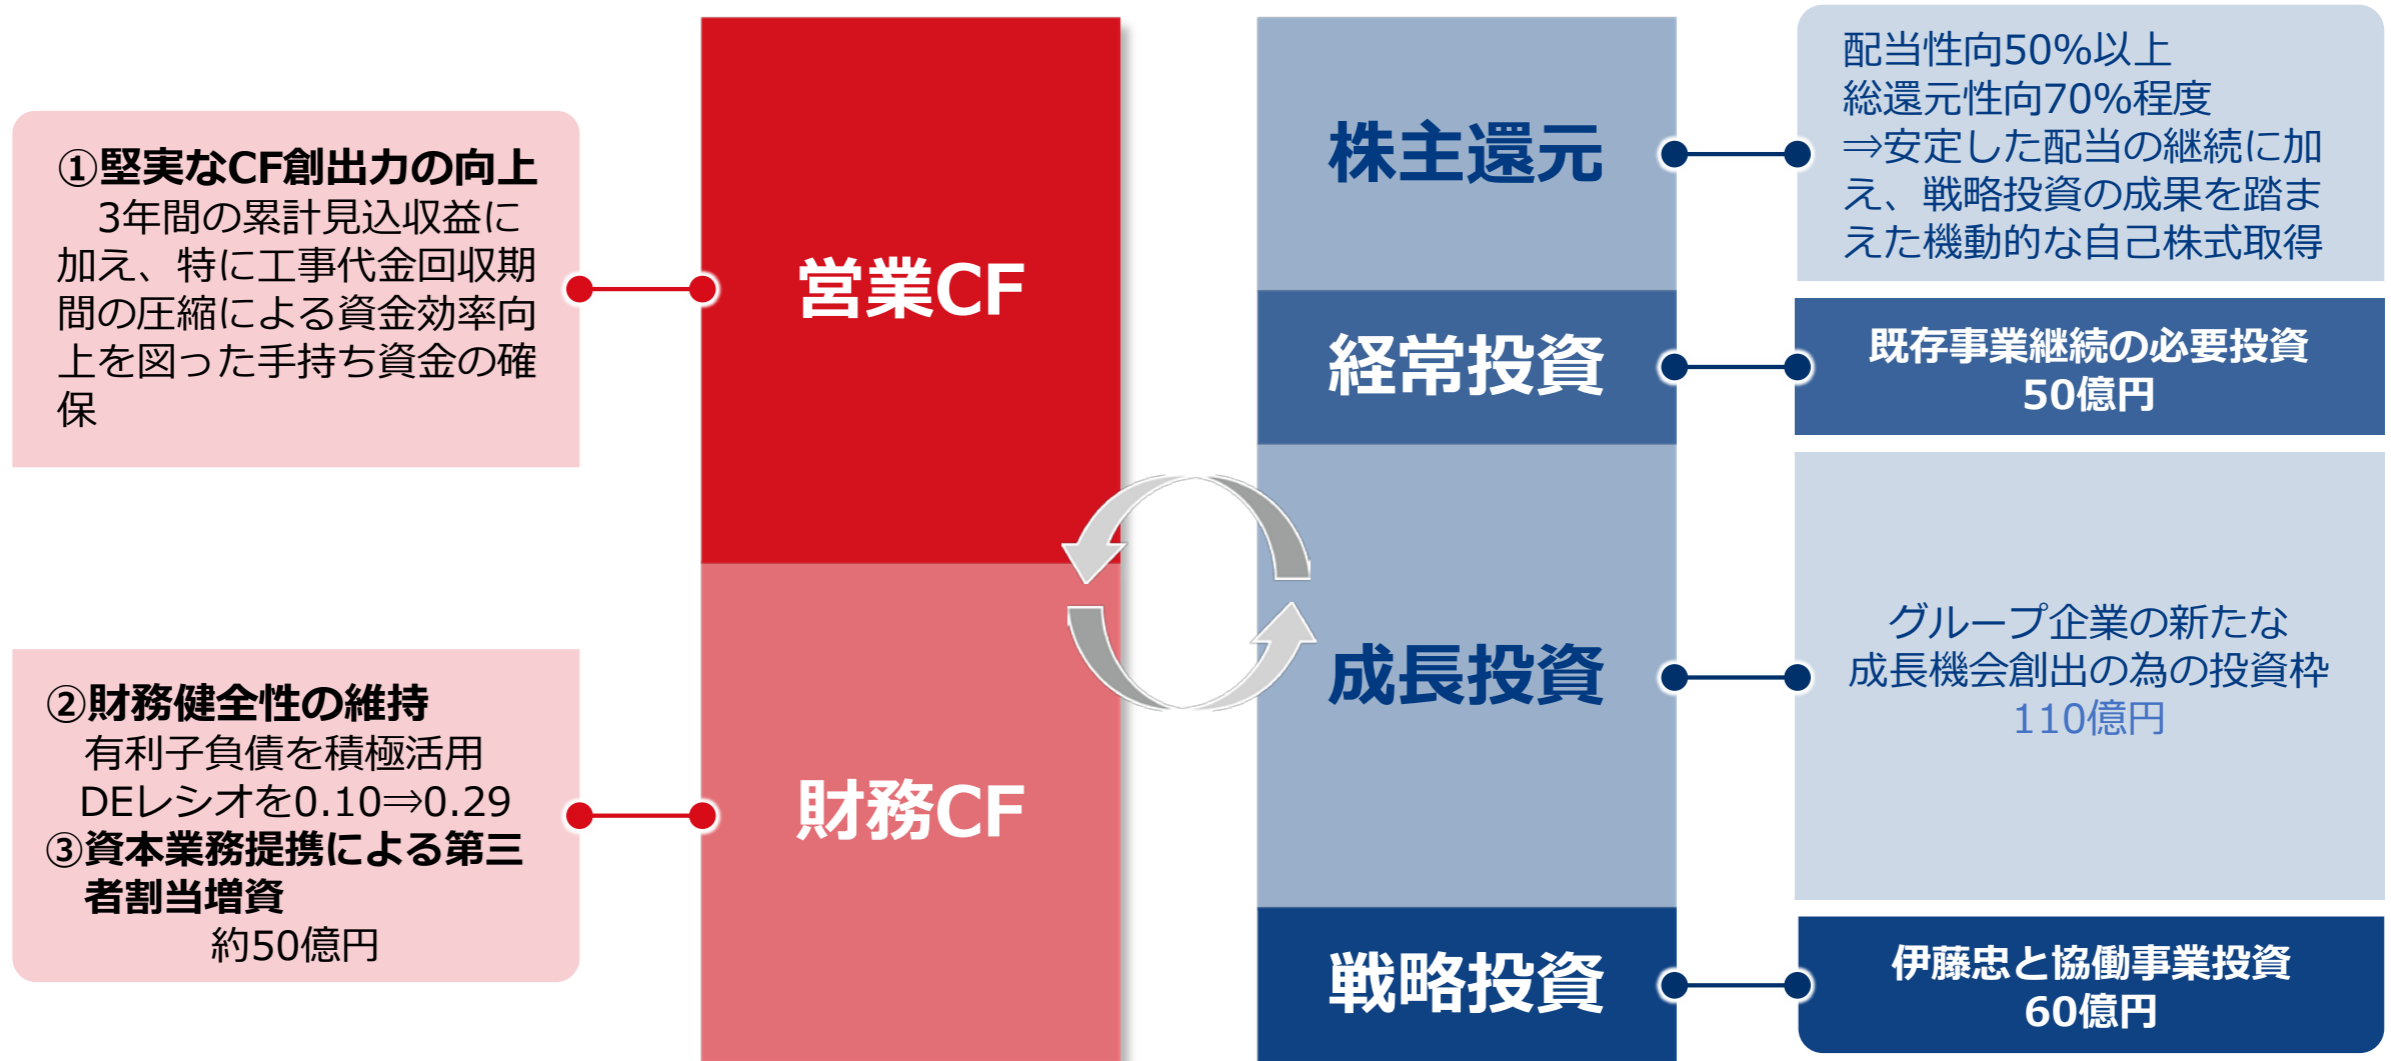 ①堅実なCF創出力の向上
3年間の累計見込収益に
加え、特に工事代金回収期
間の圧縮による資金効率向
上を図った手持ち資金の確
保
②財務健全性の維持
有利子負債を積極活用
DEレシオを0.10⇒0.29
③資本業務提携による第三
者割当増資
約50億円
営業CF
財務CF
株主還元
経常投資
成長投資
戦略投資
配当性向50%以上
総還元性向70%程度
⇒安定した配当の継続に加
え、戦略投資の成果を踏ま
えた機動的な自己株式取得
既存事業継続の必要投資
50億円
グループ企業の新たな
成長機会創出の為の投資枠
110億円
伊藤忠と協働事業投資
60億円